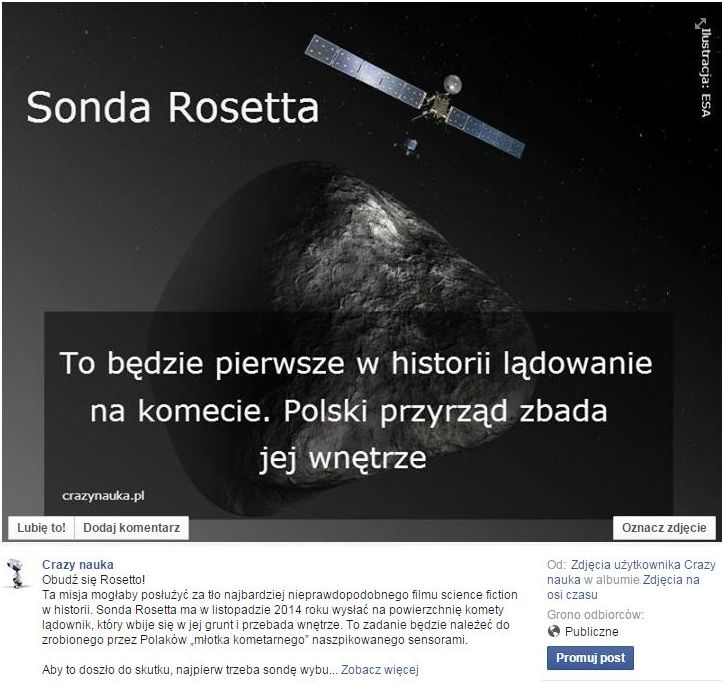 Ilustracja: ESA
Sonda Rosetta
To będzie pierwsze w historii lądowanie
na komecie. Polski przyrząd zbada
jej wnętrze
crazynauka.pl
Lubię to! Dodaj komentarz
Oznacz zdjęcie
Crazy nauka
Obudź się Rosetto!
Ta misja mogłaby posłużyć za tło najbardziej nieprawdopodobnego filmu science fiction
w historii. Sonda Rosetta ma w listopadzie 2014 roku wysłać na powierzchnię komety
lądownik, który wbije się w jej grunt i przebada wnętrze. To zadanie będzie należeć do
zrobionego przez Polaków „młotka kometarnego” naszpikowanego sensorami.
Aby to doszło do skutku, najpierw trzeba sondę wybu... Zobacz więcej
Od: Zdjęcia użytkownika Crazy
nauka w albumie Zdjęcia na
osi czasu
Grono odbiorców:
Publiczne
Promuj post